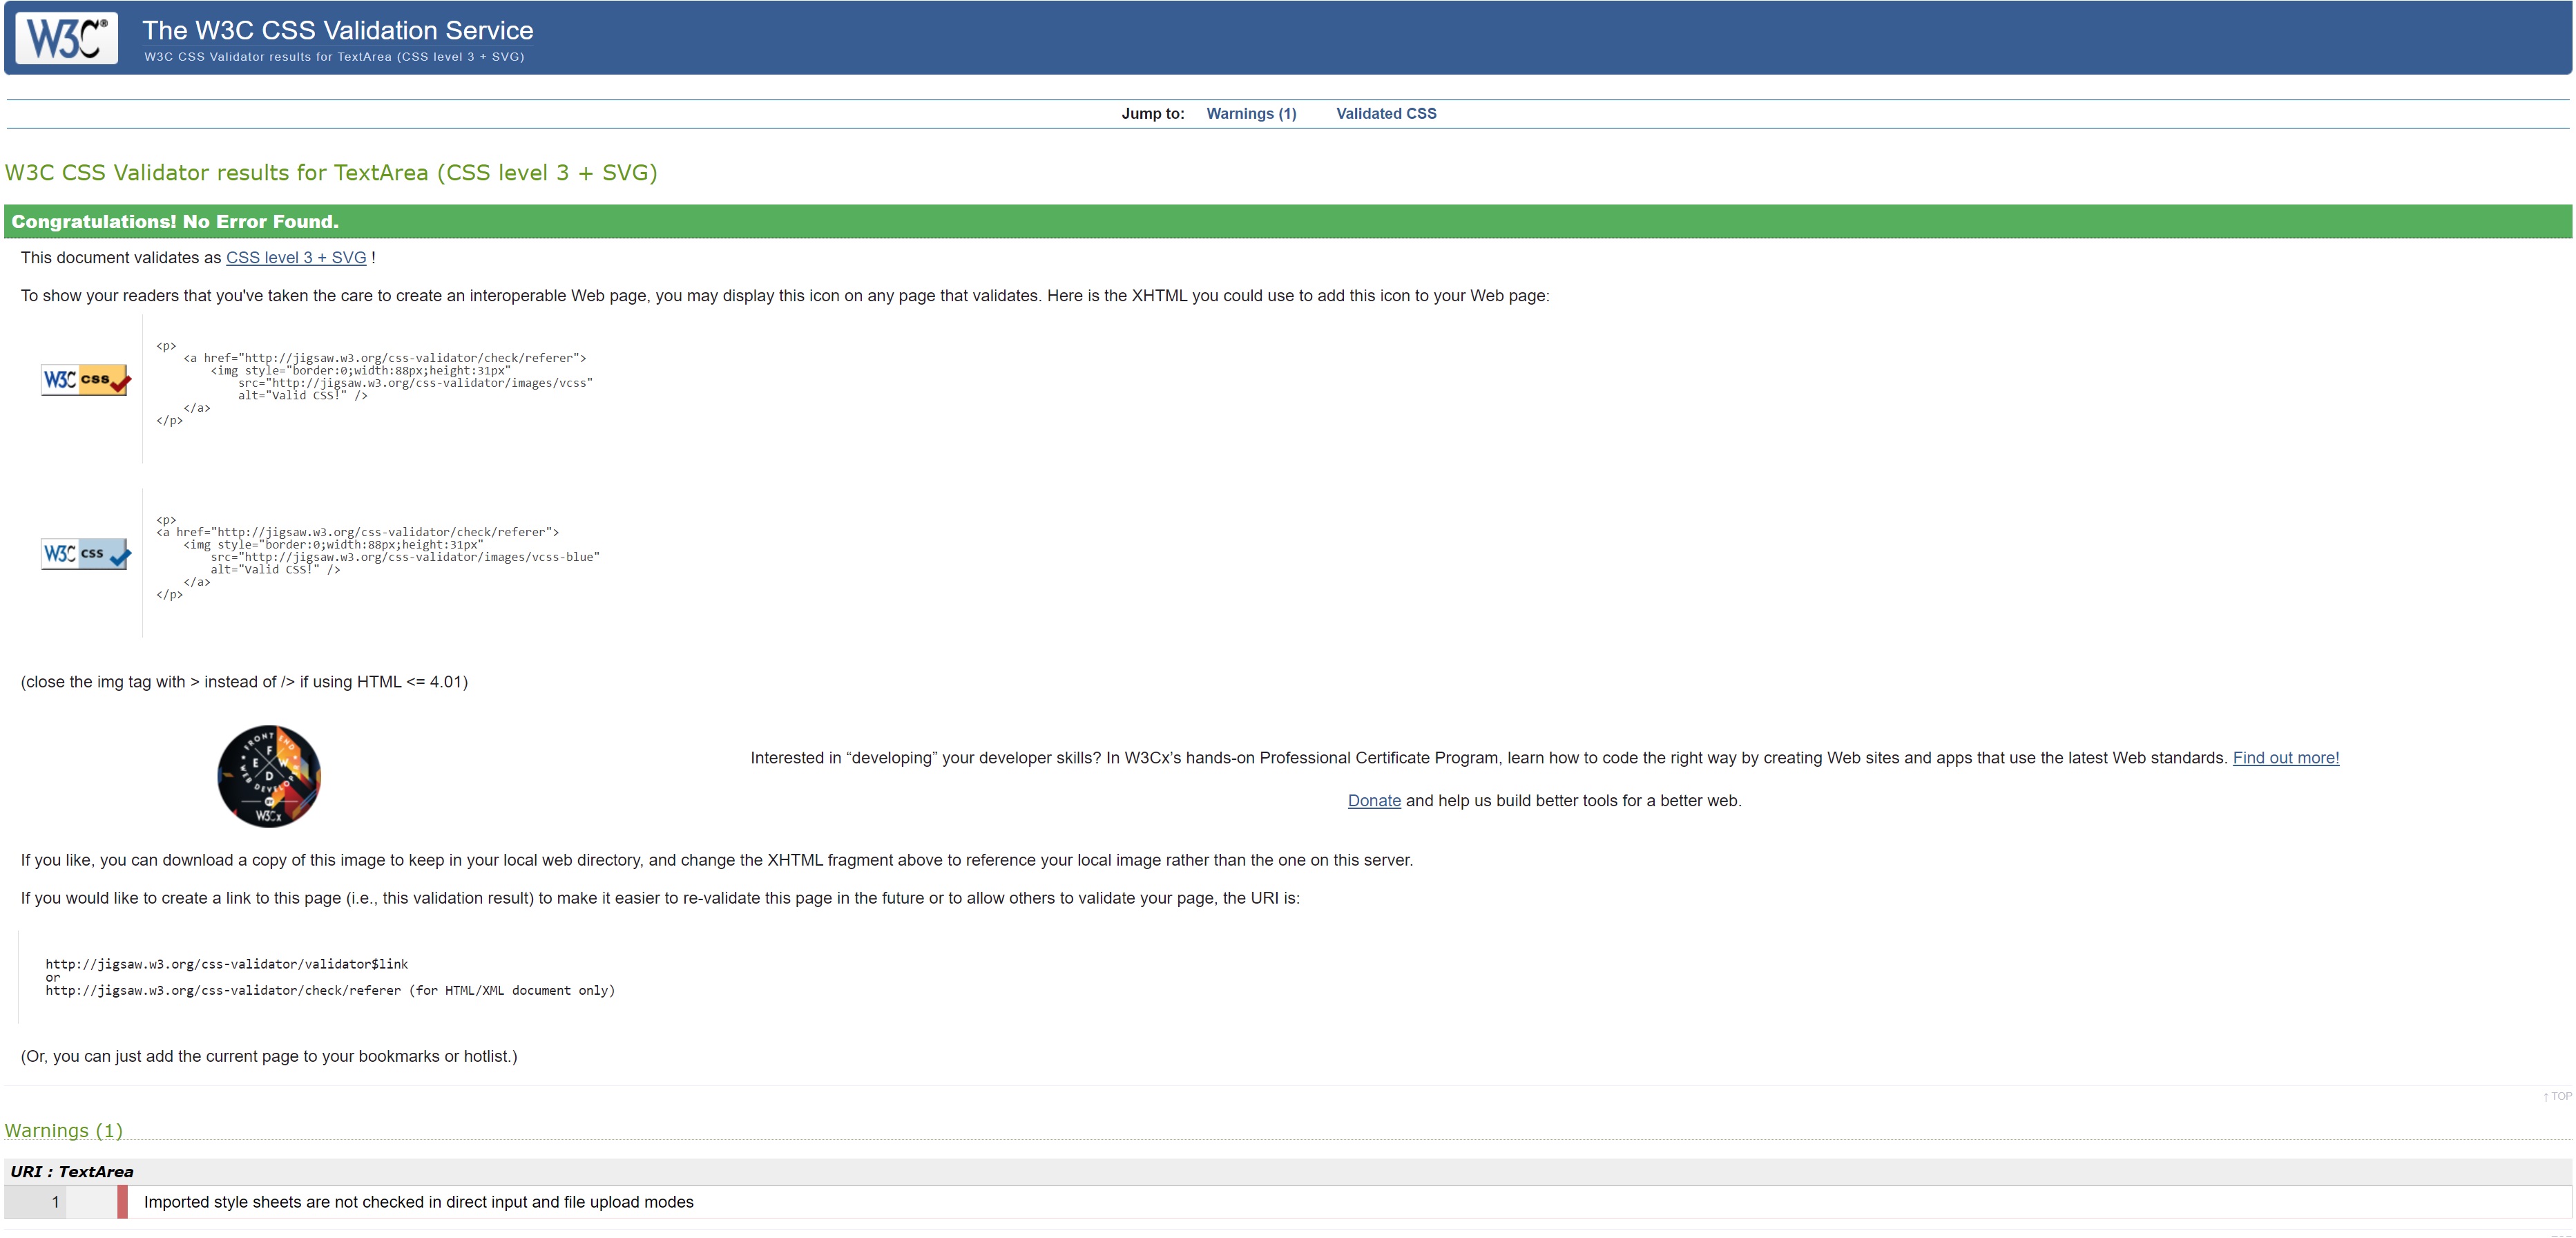 W3C®
The W3C CSS Validation Service
W3C CSS Validator results for TextArea (CSS level 3 + SVG)
Jump to: Warnings (1) Validated CSS
W3C CSS Validator results for TextArea (CSS level 3 + SVG)
Congratulations! No Error Found.
This document validates as CSS level 3 + SVG !
To show your readers that you've taken the care to create an interoperable Web page, you may display this icon on any page that validates. Here is the XHTML you could use to add this icon to your Web page:
W3C css
<p>
<a href="http://jigsaw.w3.org/css-validator/check/referer">
<img style="border:0;width:88px;height:31px"
src="http://jigsaw.w3.org/css-validator/images/vcss"
alt="Valid CSS!" />
</a>
</p>
W3C css
<p>
<a href="http://jigsaw.w3.org/css-validator/check/referer">
<img style="border:0;width:88px;height:31px"
src="http://jigsaw.w3.org/css-validator/images/vcss-blue"
alt="Valid CSS!" />
</a>
</p>
(close the img tag with > instead of /> if using HTML <= 4.01)
FRONT END
F
E W
D
WEB DEVELOPER
BY
W3Cx
Interested in “developing” your developer skills? In W3Cx’s hands-on Professional Certificate Program, learn how to code the right way by creating Web sites and apps that use the latest Web standards. Find out more!
Donate and help us build better tools for a better web.
If you like, you can download a copy of this image to keep in your local web directory, and change the XHTML fragment above to reference your local image rather than the one on this server.
If you would like to create a link to this page (i.e., this validation result) to make it easier to re-validate this page in the future or to allow others to validate your page, the URI is:
http://jigsaw.w3.org/css-validator/validator$link
or
http://jigsaw.w3.org/css-validator/check/referer (for HTML/XML document only)
(Or, you can just add the current page to your bookmarks or hotlist.)
↑ TOP
Warnings (1)
URI : TextArea
1 Imported style sheets are not checked in direct input and file upload modes